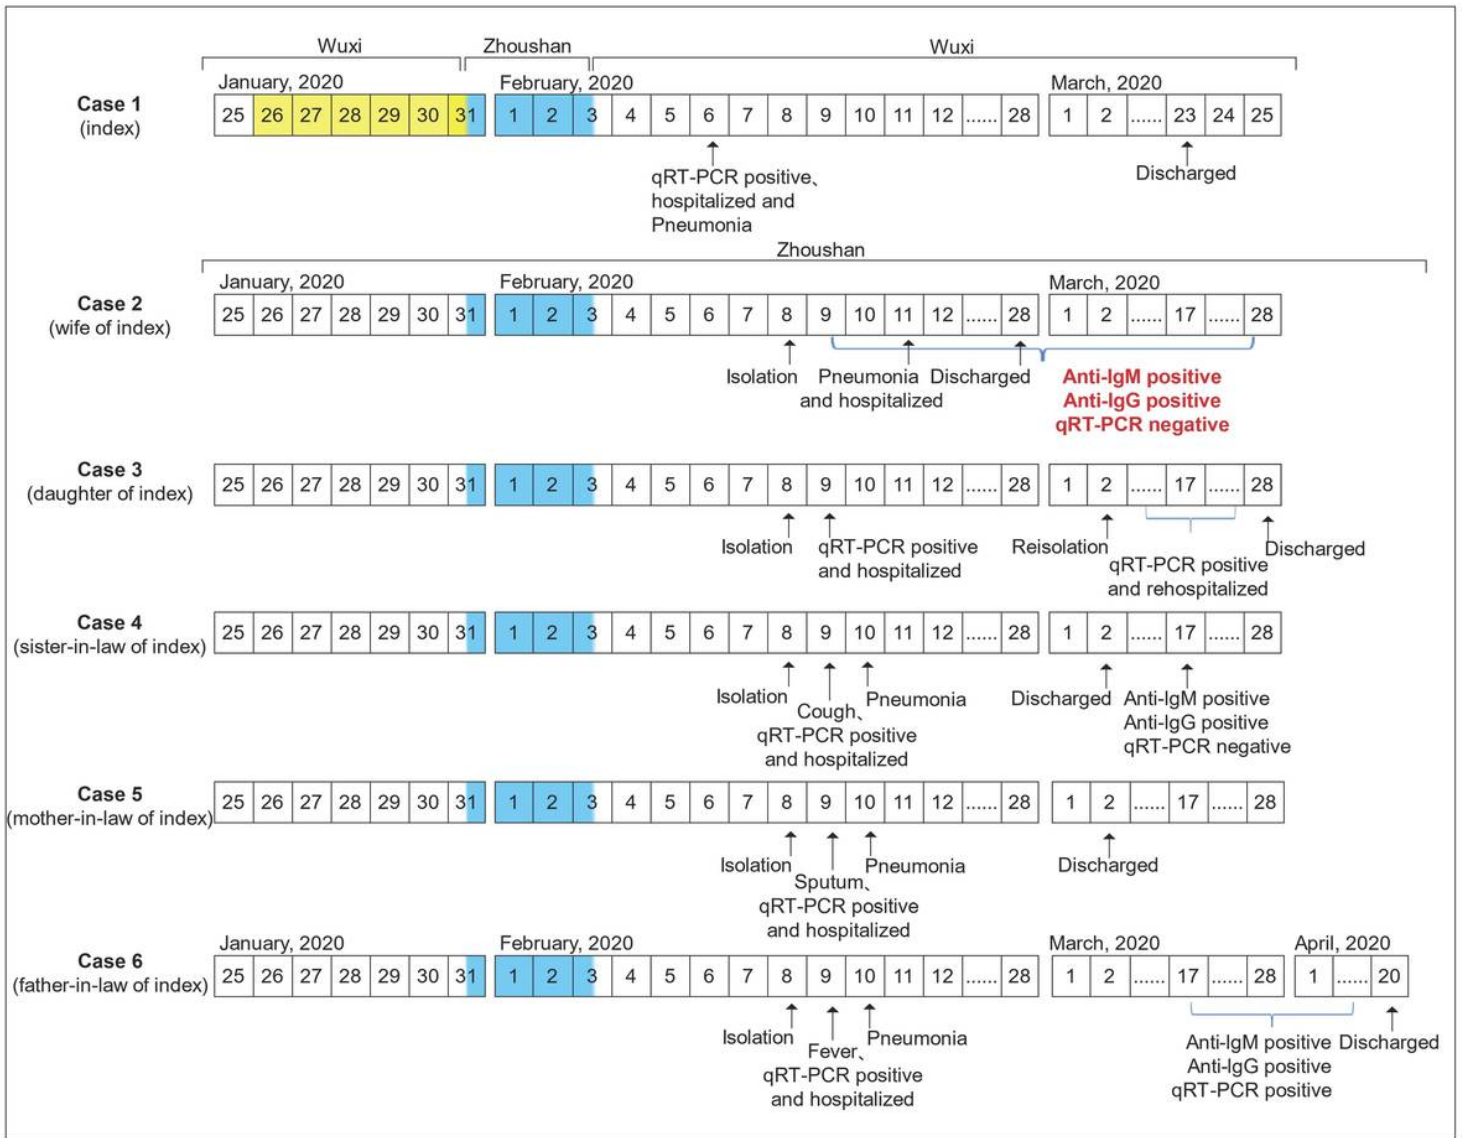 Wuxi Zhoushan Wuxi
January, 2020 February, 2020 March, 2020
Case 1
(index)
25 26 27 28 29 30 31 1 2 3 4 5 6 7 8 9 10 11 12 ...... 28 1 2 ...... 23 24 25
qRT-PCR positive、
hospitalized and
Pneumonia
Discharged
Zhoushan
January, 2020 February, 2020 March, 2020
Case 2
(wife of index)
25 26 27 28 29 30 31 1 2 3 4 5 6 7 8 9 10 11 12 ...... 28 1 2 ...... 17 ...... 28
Isolation
Pneumonia
and hospitalized
Discharged
Anti-IgM positive
Anti-IgG positive
qRT-PCR negative
Case 3
(daughter of index)
25 26 27 28 29 30 31 1 2 3 4 5 6 7 8 9 10 11 12 ...... 28 1 2 ...... 17 ...... 28
Isolation
qRT-PCR positive
and hospitalized
Reisolation
qRT-PCR positive
and rehospitalized
Discharged
Case 4
(sister-in-law of index)
25 26 27 28 29 30 31 1 2 3 4 5 6 7 8 9 10 11 12 ...... 28 1 2 ...... 17 ...... 28
Isolation
Cough、
qRT-PCR positive
and hospitalized
Pneumonia
Discharged
Anti-IgM positive
Anti-IgG positive
qRT-PCR negative
Case 5
(mother-in-law of index)
25 26 27 28 29 30 31 1 2 3 4 5 6 7 8 9 10 11 12 ...... 28 1 2 ...... 17 ...... 28
Isolation
Sputum、
qRT-PCR positive
and hospitalized
Pneumonia
Discharged
January, 2020 February, 2020 March, 2020 April, 2020
Case 6
(father-in-law of index)
25 26 27 28 29 30 31 1 2 3 4 5 6 7 8 9 10 11 12 ...... 28 1 2 ...... 17 ...... 28 1 ...... 20
Isolation
Fever、
qRT-PCR positive
and hospitalized
Pneumonia
Anti-IgM positive
Anti-IgG positive
qRT-PCR positive
Discharged